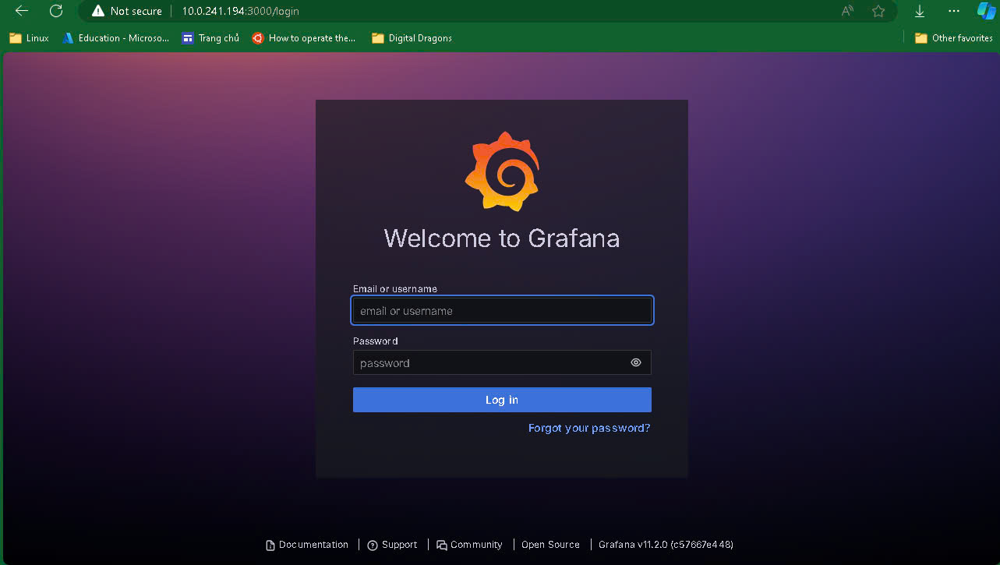 Not secure 10.0.241.194:3000/login
Linux Education - Microso... Trang chủ How to operate the... Digital Dragons Other favorites
Welcome to Grafana
Email or username
email or username
Password
password
Log in
Forgot your password?
Documentation Support Community Open Source Grafana v11.2.0 (c57667e448)